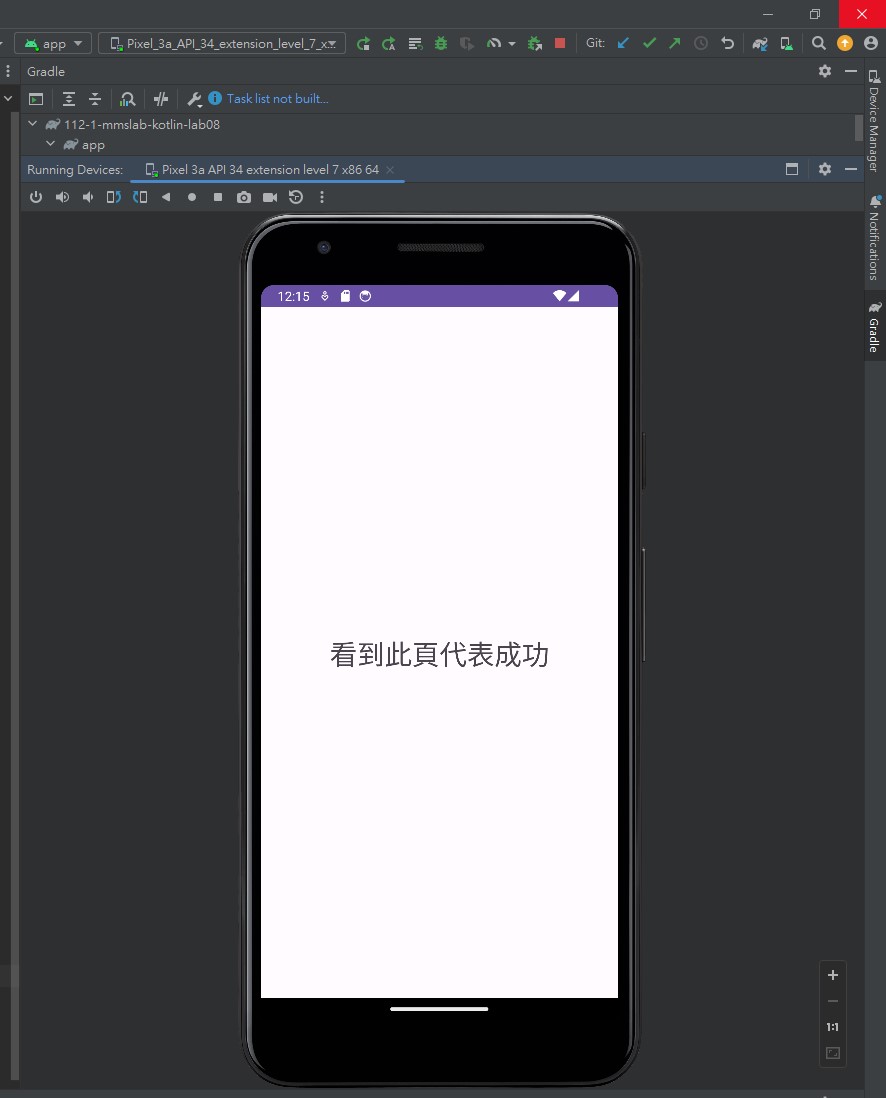 app
Pixel_3a_API_34_extension_level_7_x...
Git:
Gradle
Task list not built...
112-1-mmslab-kotlin-lab08
app
Running Devices:
Pixel 3a API 34 extension level 7 x86 64
12:15
看到此頁代表成功
1:1
Device Manager
Notifications
Gradle